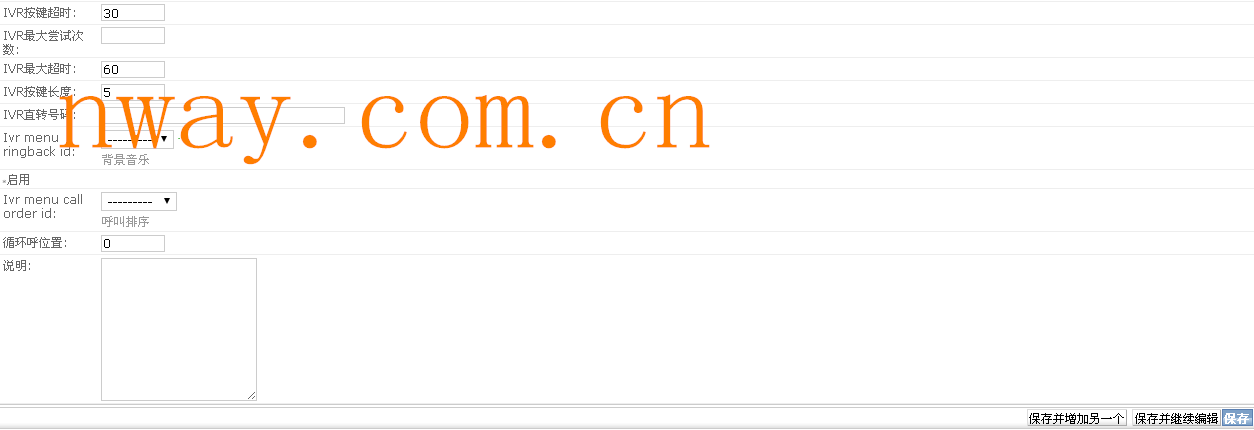 IVR按键超时: 30
IVR最大尝试次
数:
IVR最大超时: 60
IVR按键长度: 5
IVR直转号码:
nway.com.cn
Ivr menu
ringback id: ---------
背景音乐
启用
Ivr menu call
order id: ---------
呼叫排序
循环呼位置: 0
说明:
保存并增加另一个 保存并继续编辑 保存